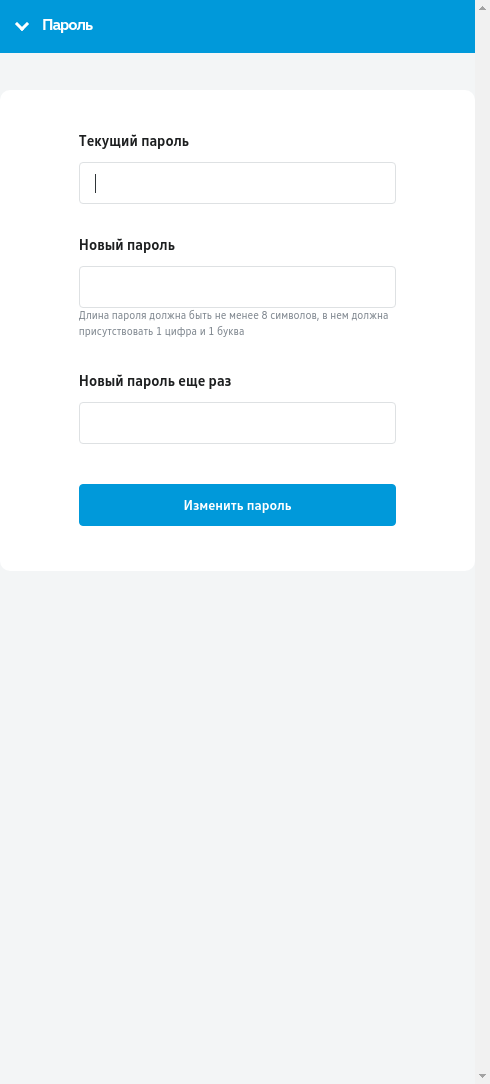 Пароль
Текущий пароль
Новый пароль
Длина пароля должна быть не менее 8 символов, в нем должна
присутствовать 1 цифра и 1 буква
Новый пароль еще раз
Изменить пароль